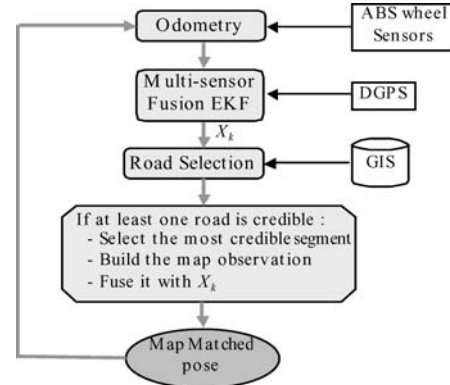 Odometry
ABS wheel
Sensors
Multi-sensor
Fusion EKF
DGPS
X_k
Road Selection
GIS
If at least one road is credible :
- Select the most credible segment
- Build the map observation
- Fuse it with X_k
Map Matched
pose